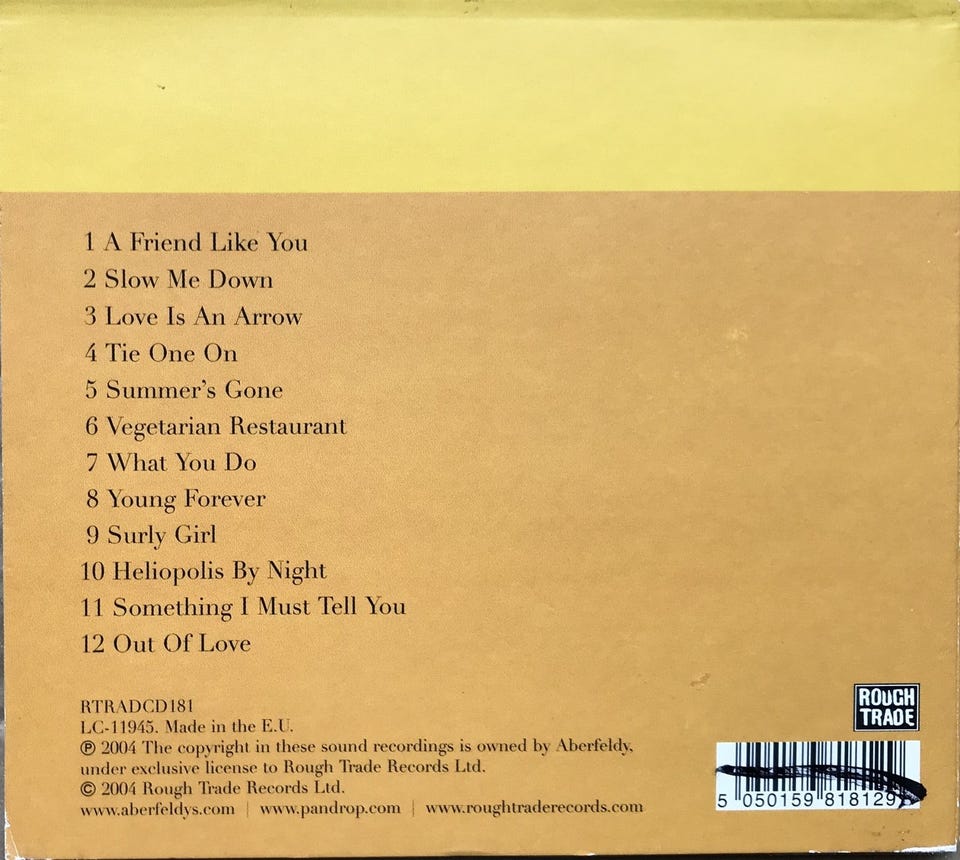 1 A Friend Like You
2 Slow Me Down
3 Love Is An Arrow
4 Tie One On
5 Summer's Gone
6 Vegetarian Restaurant
7 What You Do
8 Young Forever
9 Surly Girl
10 Heliopolis By Night
11 Something I Must Tell You
12 Out Of Love
RTRADCD181
LC-11945. Made in the E.U.
℗ 2004 The copyright in these sound recordings is owned by Aberfeldy,
under exclusive license to Rough Trade Records Ltd.
© 2004 Rough Trade Records Ltd.
www.aberfeldys.com | www.pandrop.com | www.roughtraderecords.com
ROUGH
TRADE
5 050159 818129